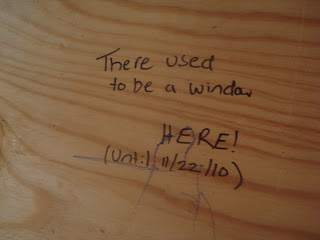 There used
to be a window
HERE!
(Until 11/22/10)